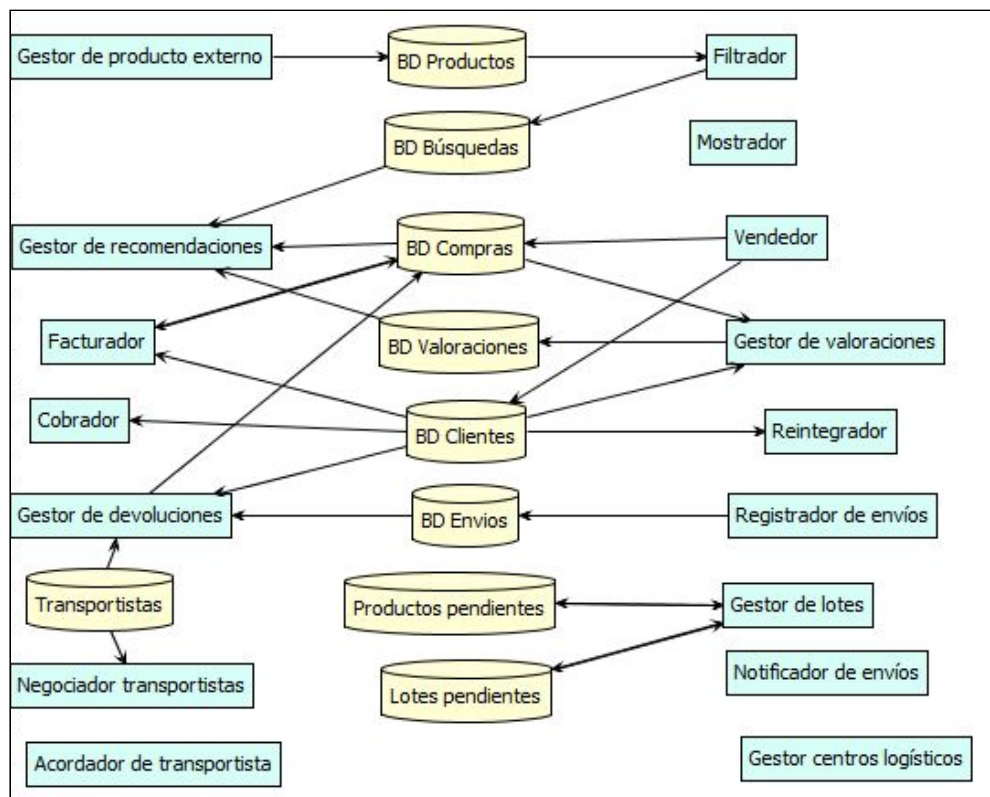 Gestor de producto externo
BD Productos
Filtrador
BD Búsquedas
Mostrador
Gestor de recomendaciones
BD Compras
Vendedor
Facturador
BD Valoraciones
Gestor de valoraciones
Cobrador
BD Clientes
Reintegrador
Gestor de devoluciones
BD Envios
Registrador de envíos
Transportistas
Productos pendientes
Gestor de lotes
Negociador transportistas
Lotes pendientes
Notificador de envíos
Acordador de transportista
Gestor centros logísticos